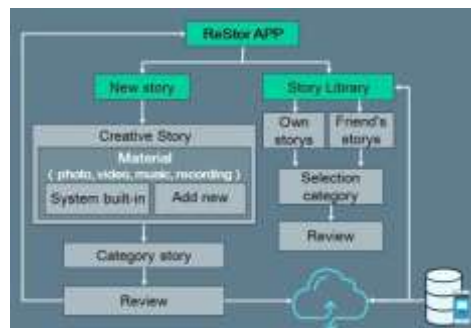 ReStor APP
New story
Story Library
Creative Story
Material
( photo, video, music, recording )
System built-in
Add new
Category story
Review
Own
storys
Friend's
storys
Selection
category
Review